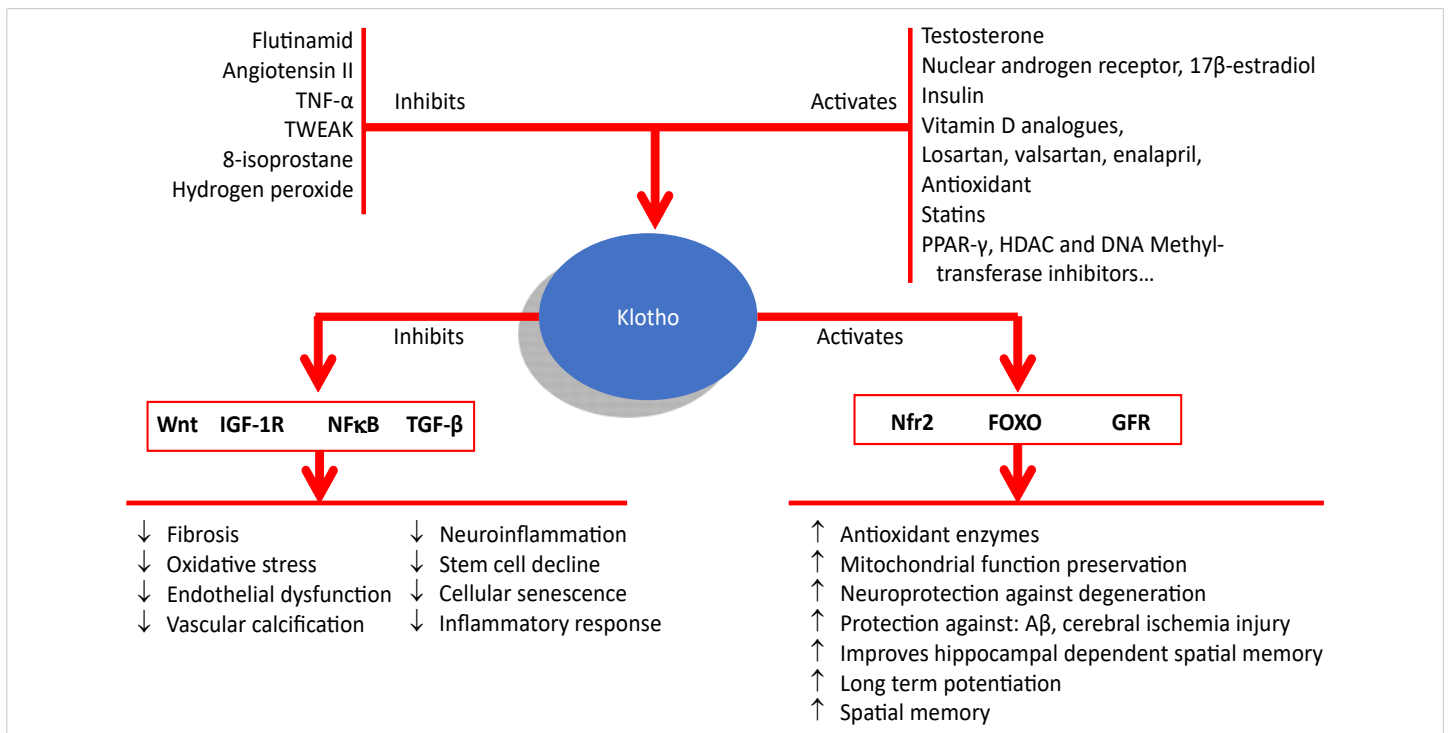 Flutinamid
Angiotensin II
TNF-α
TWEAK
8-isoprostane
Hydrogen peroxide
Inhibits
Activates
Testosterone
Nuclear androgen receptor, 17β-estradiol
Insulin
Vitamin D analogues,
Losartan, valsartan, enalapril,
Antioxidant
Statins
PPAR-γ, HDAC and DNA Methyl-
transferase inhibitors...
Klotho
Inhibits
Activates
Wnt IGF-1R NFκB TGF-β
Nfr2 FOXO GFR
↓ Fibrosis
↓ Oxidative stress
↓ Endothelial dysfunction
↓ Vascular calcification
↓ Neuroinflammation
↓ Stem cell decline
↓ Cellular senescence
↓ Inflammatory response
↑ Antioxidant enzymes
↑ Mitochondrial function preservation
↑ Neuroprotection against degeneration
↑ Protection against: Aβ, cerebral ischemia injury
↑ Improves hippocampal dependent spatial memory
↑ Long term potentiation
↑ Spatial memory